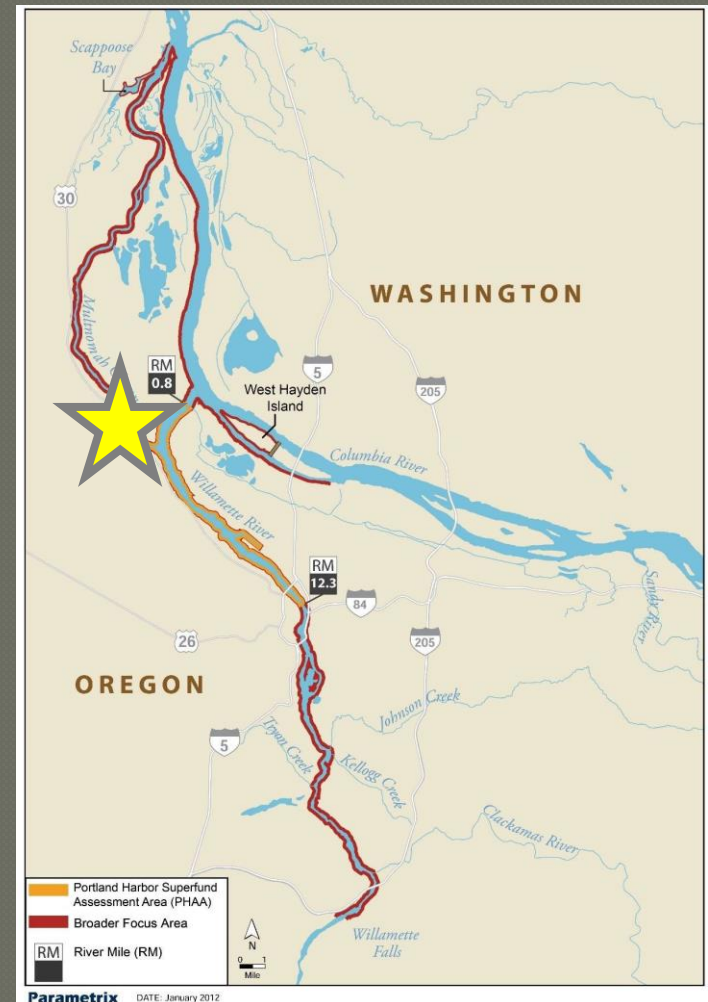 Scappoose
Bay
30
WASHINGTON
Multnomah
RM
0.8
5
West Hayden
Island
205
Columbia River
Willamette River
RM
12.3
84
Sandy River
26
205
OREGON
Johnson Creek
Tryon Creek
5
Kellogg Creek
Clackamas River
Portland Harbor Superfund
Assessment Area (PHAA)
Broader Focus Area
RM River Mile (RM)
N
0 1
Mile
Willamette
Falls
Parametrix DATE: January 2012